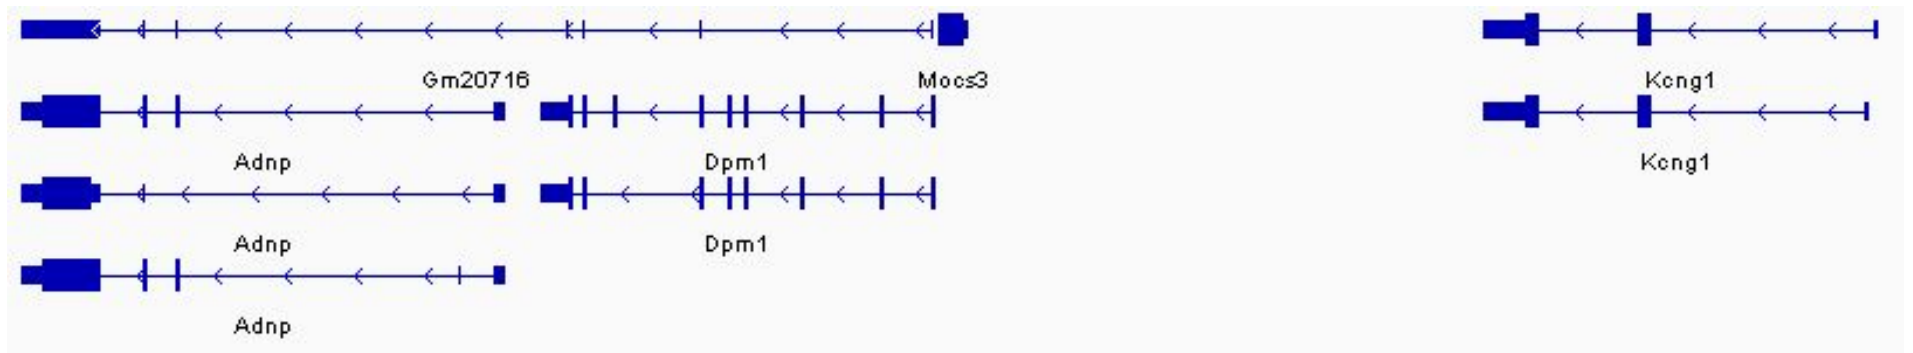 Gm20716 Mocs3 Kcng1
Adnp Dpm1 Kcng1
Adnp Dpm1
Adnp